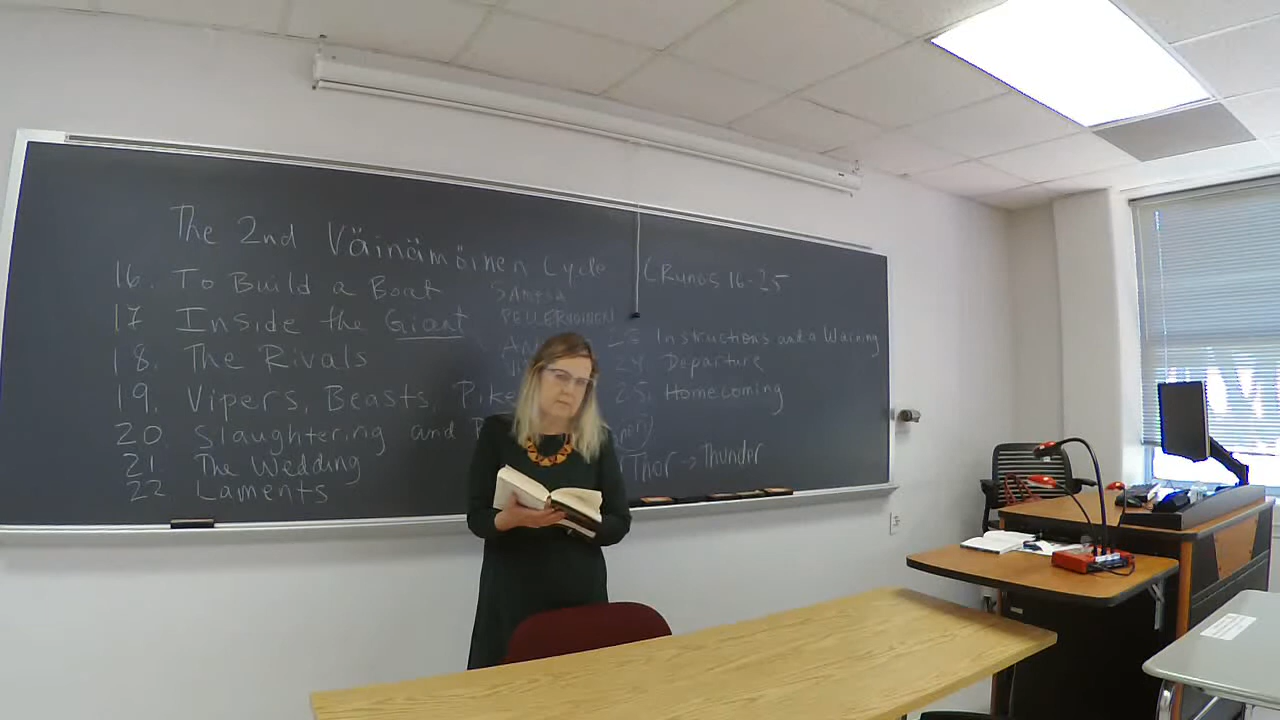 The 2nd Väinämöinen Cycle (Runos 16-25
16. To Build a Boat
SAMPSA
PELLERVOINEN
17 Inside the Giant
18. The Rivals
19. Vipers, Beasts, Pike
20. Slaughtering and
21 The Wedding
22 Laments
Instructions and a Warning
24 Departure
25. Homecoming
Thor → Thunder